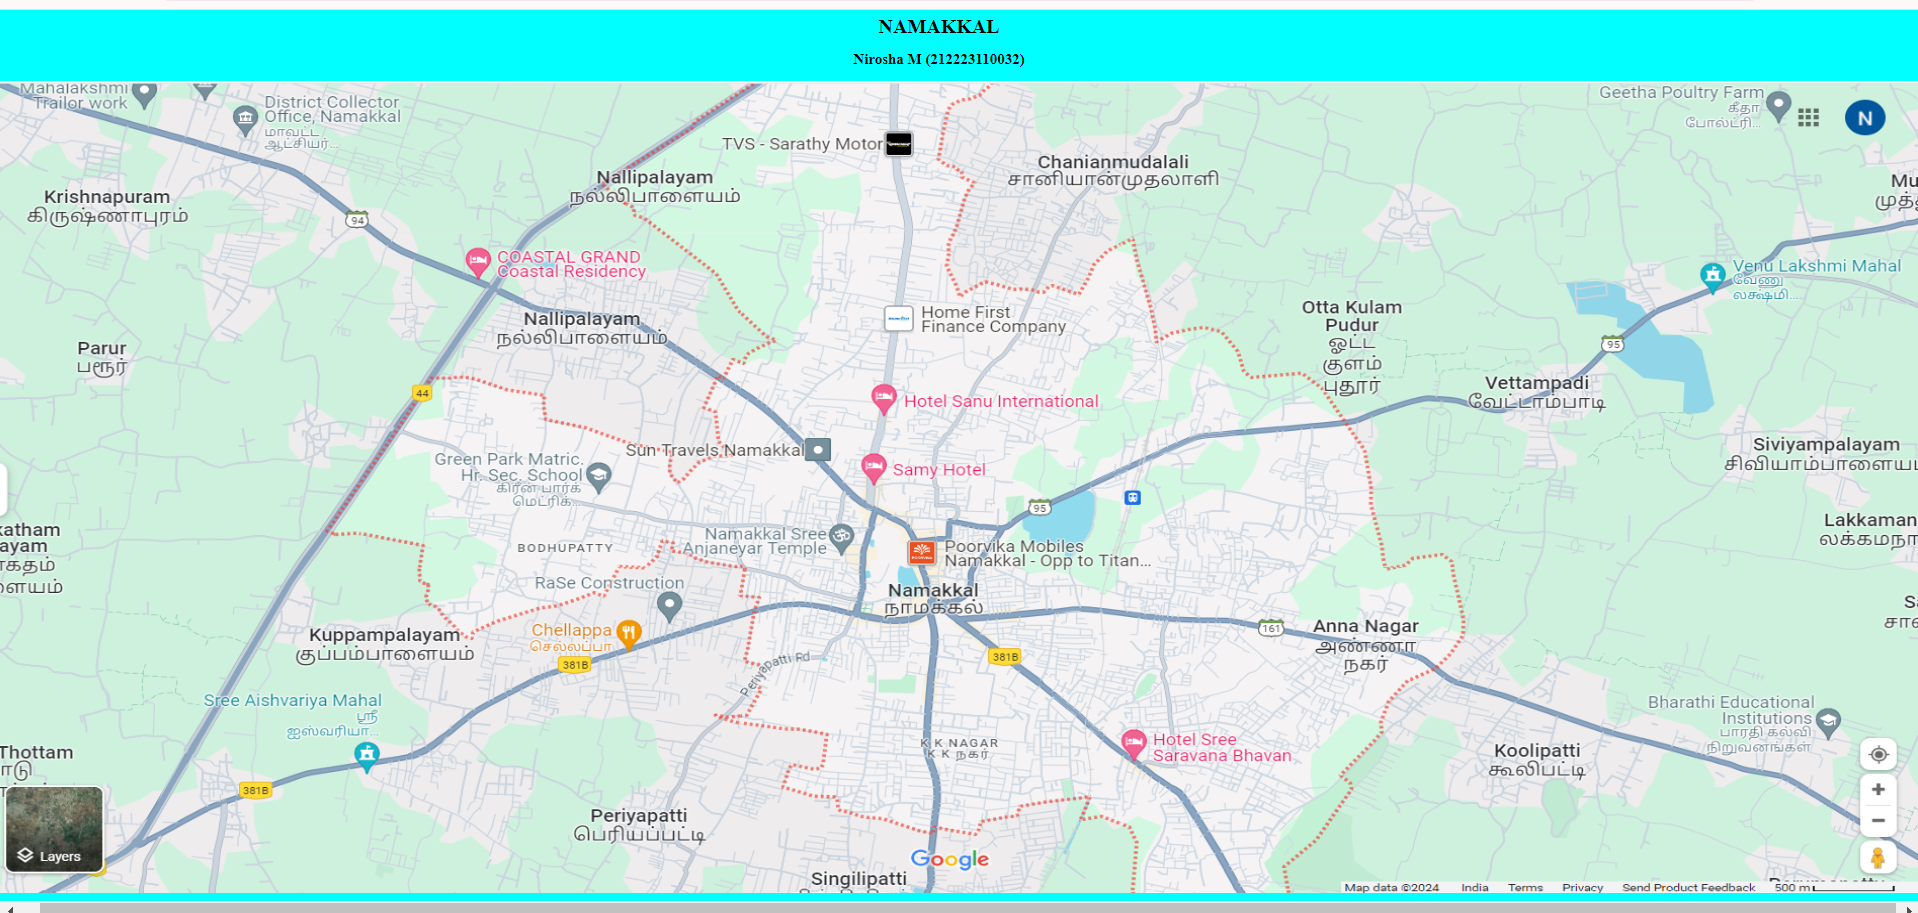 NAMAKKAL
Nirosha M (212223110032)
Mahalakshmi
Trailor work
District Collector
Office, Namakkal
மாவட்ட
ஆட்சியர்...
TVS - Sarathy Motor
Geetha Poultry Farm
கீதா
போல்ட்ரி...
N
Chanianmudalali
சானியான்முதலாளி
Nallipalayam
நல்லிபாளையம்
Krishnapuram
கிருஷ்ணாபுரம்
94
COASTAL GRAND
Coastal Residency
Venu Lakshmi Mahal
வேணு
லக்ஷமி...
Home First
Finance Company
Nallipalayam
நல்லிபாளையம்
Otta Kulam
Pudur
ஓட்ட
குளம்
புதூர்
95
Parur
பரூர்
44
Vettampadi
வேட்டாம்பாடி
Hotel Sanu International
Sun Travels Namakkal
Siviyampalayam
சிவியாம்பாளைய
Green Park Matric.
Hr. Sec. School
கிரீன் பார்க்
மெட்ரிக்...
Samy Hotel
95
Namakkal Sree
Anjaneyar Temple
BODHUPATTY
Poorvika Mobiles
Namakkal - Opp to Titan...
Lakkaman
லக்கமநா
katham
ayam
ாகதம்
ளையம்
RaSe Construction
Namakkal
நாமக்கல்
Chellappa
செல்லப்பா
Kuppampalayam
குப்பம்பாளையம்
381B
Periyapatti Rd
381B
161
Anna Nagar
அண்ணா
நகர்
Sree Aishvariya Mahal
ஸ்ரீ
ஐஸ்வரியா...
Bharathi Educational
Institutions
பாரதி கல்வி
நிறுவனங்கள்
K K NAGAR
K K நகர்
Hotel Sree
Saravana Bhavan
Koolipatti
கூலிபட்டி
Thottam
381B
Periyapatti
பெரியப்பட்டி
Layers
Google
Singilipatti
Map data ©2024 India Terms Privacy Send Product Feedback 500 m